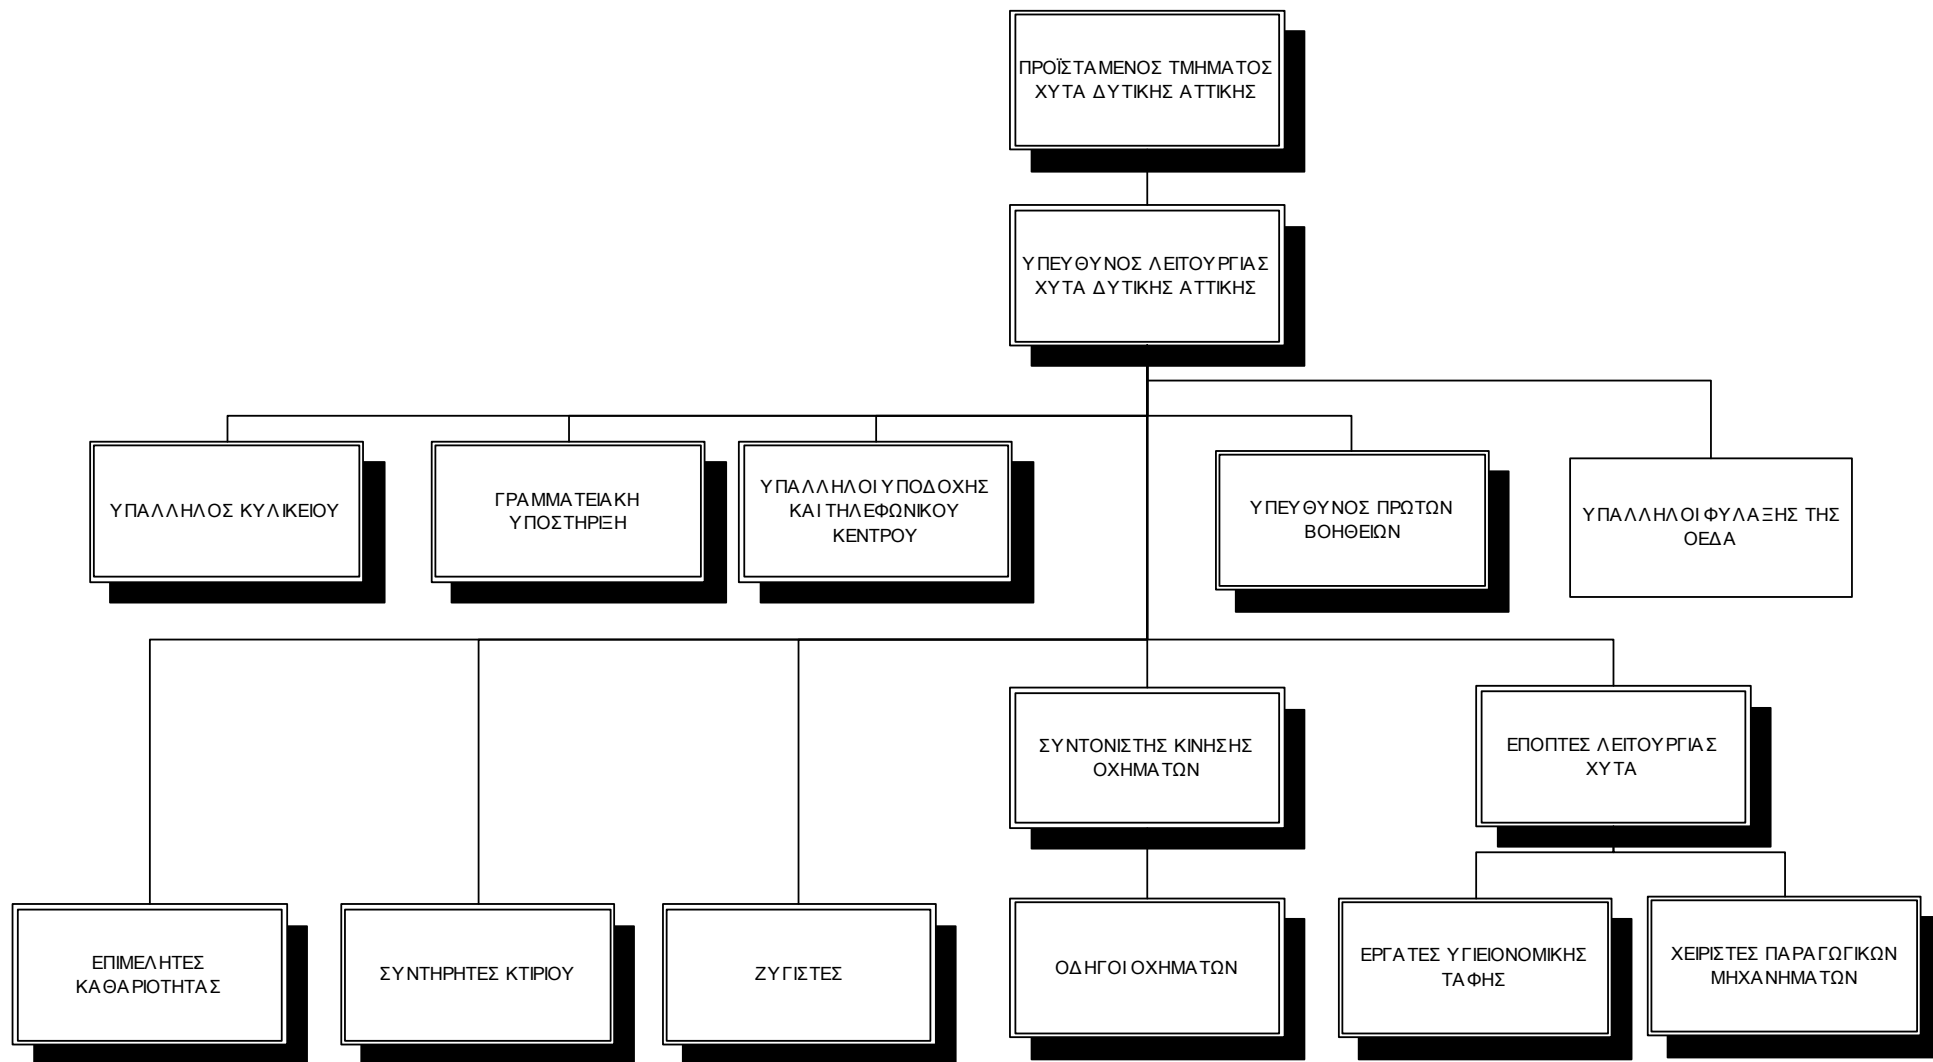 ΠΡΟΪΣΤΑΜΕΝΟΣ ΤΜΗΜΑΤΟΣ
ΧΥΤΑ ΔΥΤΙΚΗΣ ΑΤΤΙΚΗΣ
ΥΠΕΥΘΥΝΟΣ ΛΕΙΤΟΥΡΓΙΑΣ
ΧΥΤΑ ΔΥΤΙΚΗΣ ΑΤΤΙΚΗΣ
ΥΠΑΛΛΗΛΟΣ ΚΥΛΙΚΕΙΟΥ
ΓΡΑΜΜΑΤΕΙΑΚΗ
ΥΠΟΣΤΗΡΙΞΗ
ΥΠΑΛΛΗΛΟΙ ΥΠΟΔΟΧΗΣ
ΚΑΙ ΤΗΛΕΦΩΝΙΚΟΥ
ΚΕΝΤΡΟΥ
ΥΠΕΥΘΥΝΟΣ ΠΡΩΤΩΝ
ΒΟΗΘΕΙΩΝ
ΥΠΑΛΛΗΛΟΙ ΦΥΛΑΞΗΣ ΤΗΣ
ΟΕΔΑ
ΣΥΝΤΟΝΙΣΤΗΣ ΚΙΝΗΣΗΣ
ΟΧΗΜΑΤΩΝ
ΕΠΟΠΤΕΣ ΛΕΙΤΟΥΡΓΙΑΣ
ΧΥΤΑ
ΕΠΙΜΕΛΗΤΕΣ
ΚΑΘΑΡΙΟΤΗΤΑΣ
ΣΥΝΤΗΡΗΤΕΣ ΚΤΙΡΙΟΥ
ΖΥΓΙΣΤΕΣ
ΟΔΗΓΟΙ ΟΧΗΜΑΤΩΝ
ΕΡΓΑΤΕΣ ΥΓΙΕΙΟΝΟΜΙΚΗΣ
ΤΑΦΗΣ
ΧΕΙΡΙΣΤΕΣ ΠΑΡΑΓΩΓΙΚΩΝ
ΜΗΧΑΝΗΜΑΤΩΝ